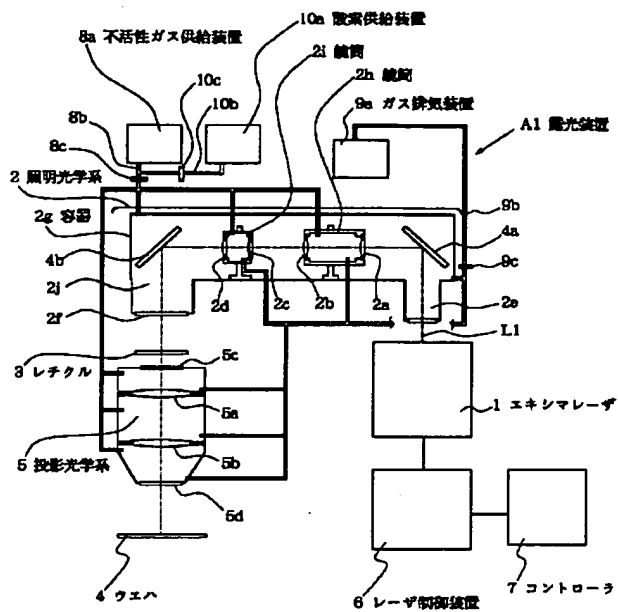 10a 酸素供給装置
8a 不活性ガス供給装置
2i 鏡筒
10c
2h 鏡筒
10b
9a ガス排気装置
8b
A1 露光装置
8c
2 照明光学系
9b
2g 容器
4b
4a
9c
2j
2d
2c
2b
2a
2e
2f
L1
5c
3 レチクル
5a
1 エキシマレーザ
5
5b
5 投影光学系
5d
4 ウエハ
6 レーザ制御装置
7 コントローラ